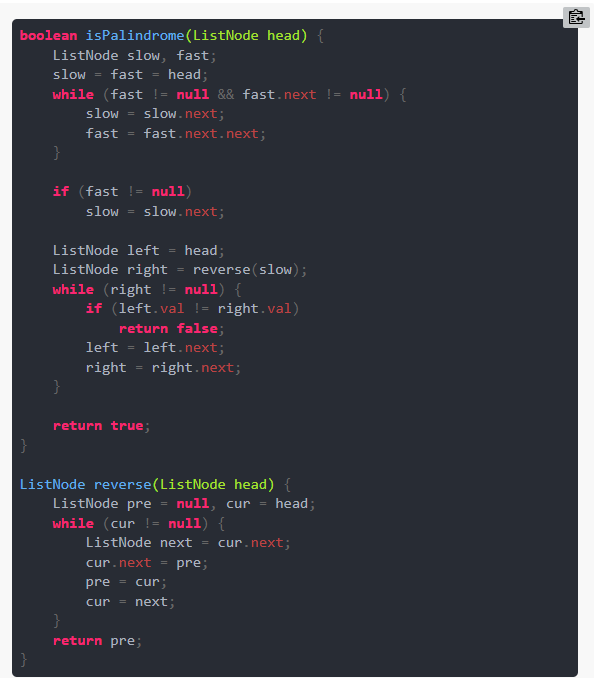 boolean isPalindrome(ListNode head) {
    ListNode slow, fast;
    slow = fast = head;
    while (fast != null && fast.next != null) {
        slow = slow.next;
        fast = fast.next.next;
    }

    if (fast != null)
        slow = slow.next;

    ListNode left = head;
    ListNode right = reverse(slow);
    while (right != null) {
        if (left.val != right.val)
            return false;
        left = left.next;
        right = right.next;
    }

    return true;
}

ListNode reverse(ListNode head) {
    ListNode pre = null, cur = head;
    while (cur != null) {
        ListNode next = cur.next;
        cur.next = pre;
        pre = cur;
        cur = next;
    }
    return pre;
}